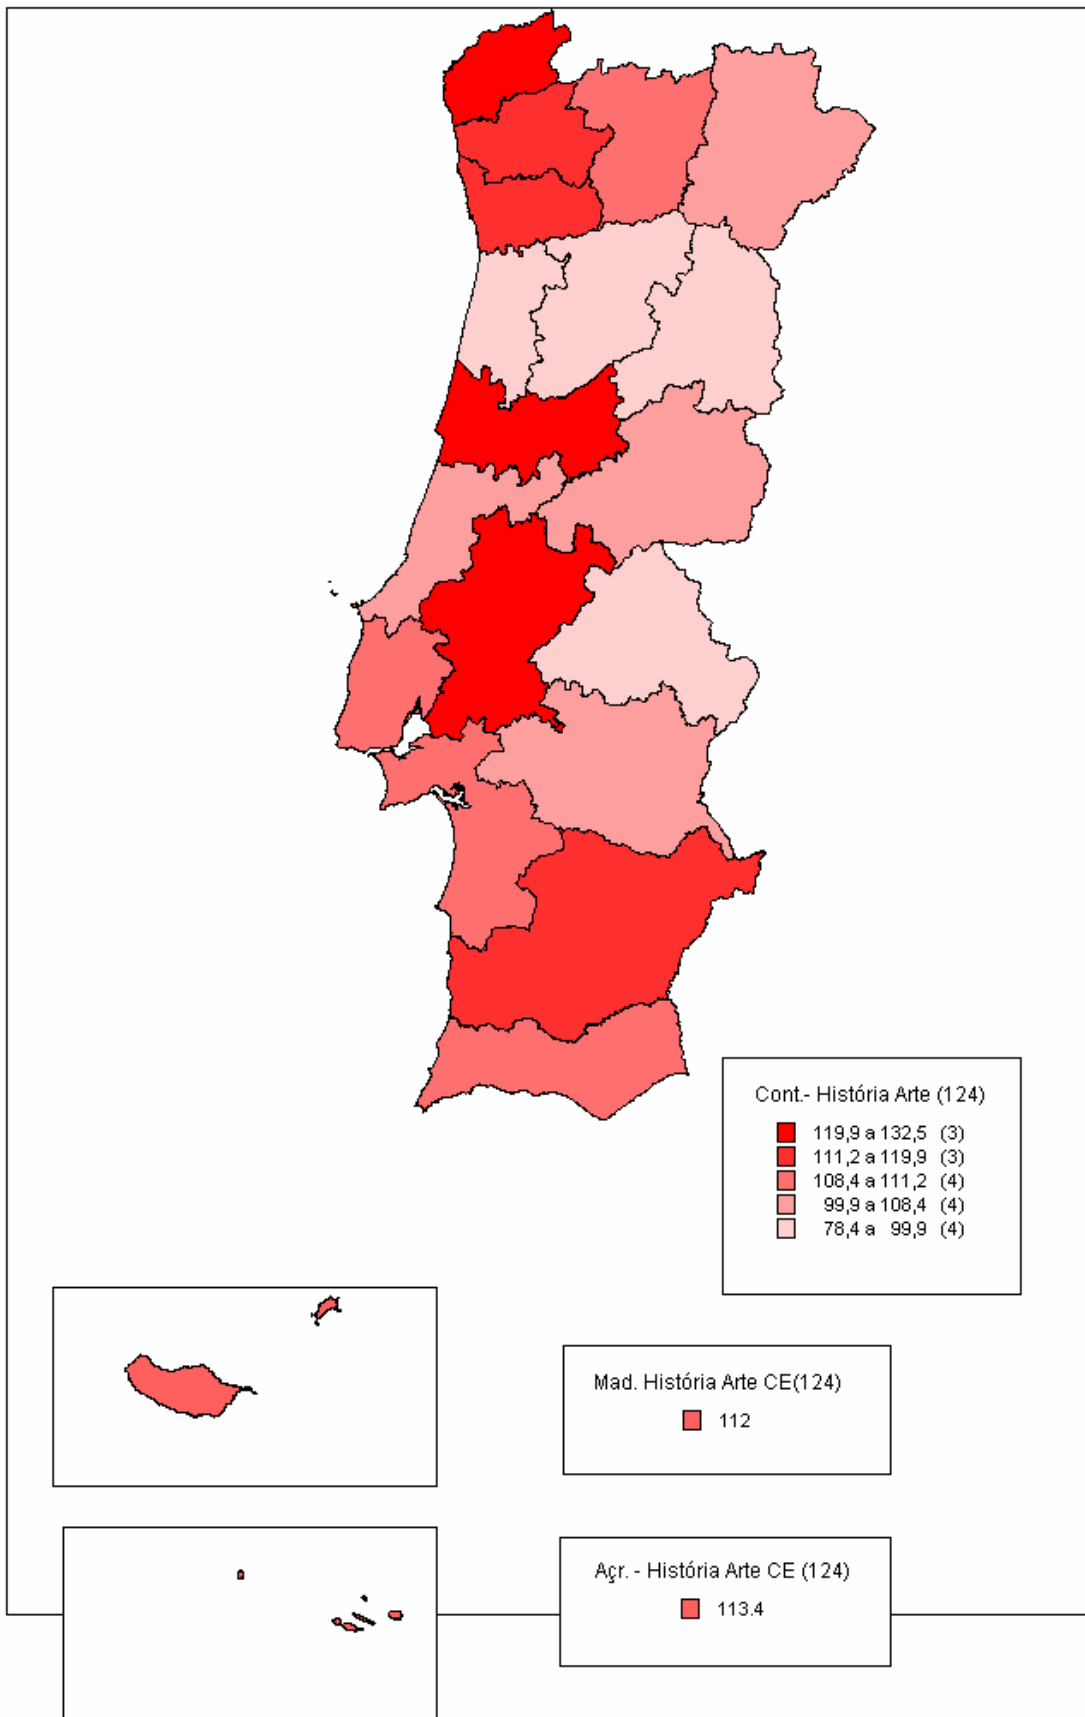 Cont.- História Arte (124)
119,9 a 132,5 (3)
111,2 a 119,9 (3)
108,4 a 111,2 (4)
99,9 a 108,4 (4)
78,4 a 99,9 (4)
Mad. História Arte CE(124)
112
Açr. - História Arte CE (124)
113.4